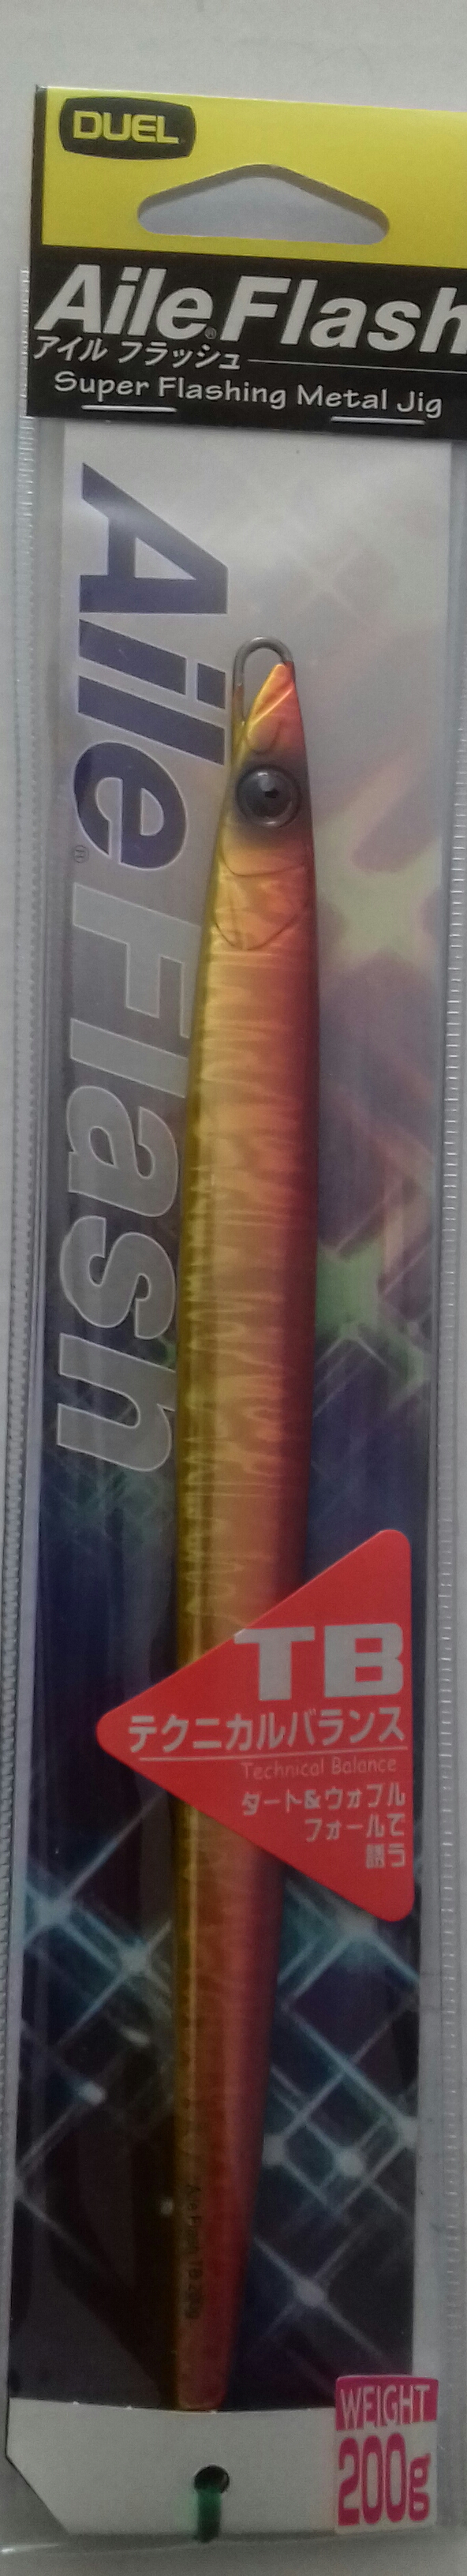 DUEL
Aile® Flash
アイル フラッシュ
Super Flashing Metal Jig
Aile® Flash
TB
テクニカルバランス
Technical Balance
ダート&ウォブル
フォールで
誘う
WEIGHT
200g